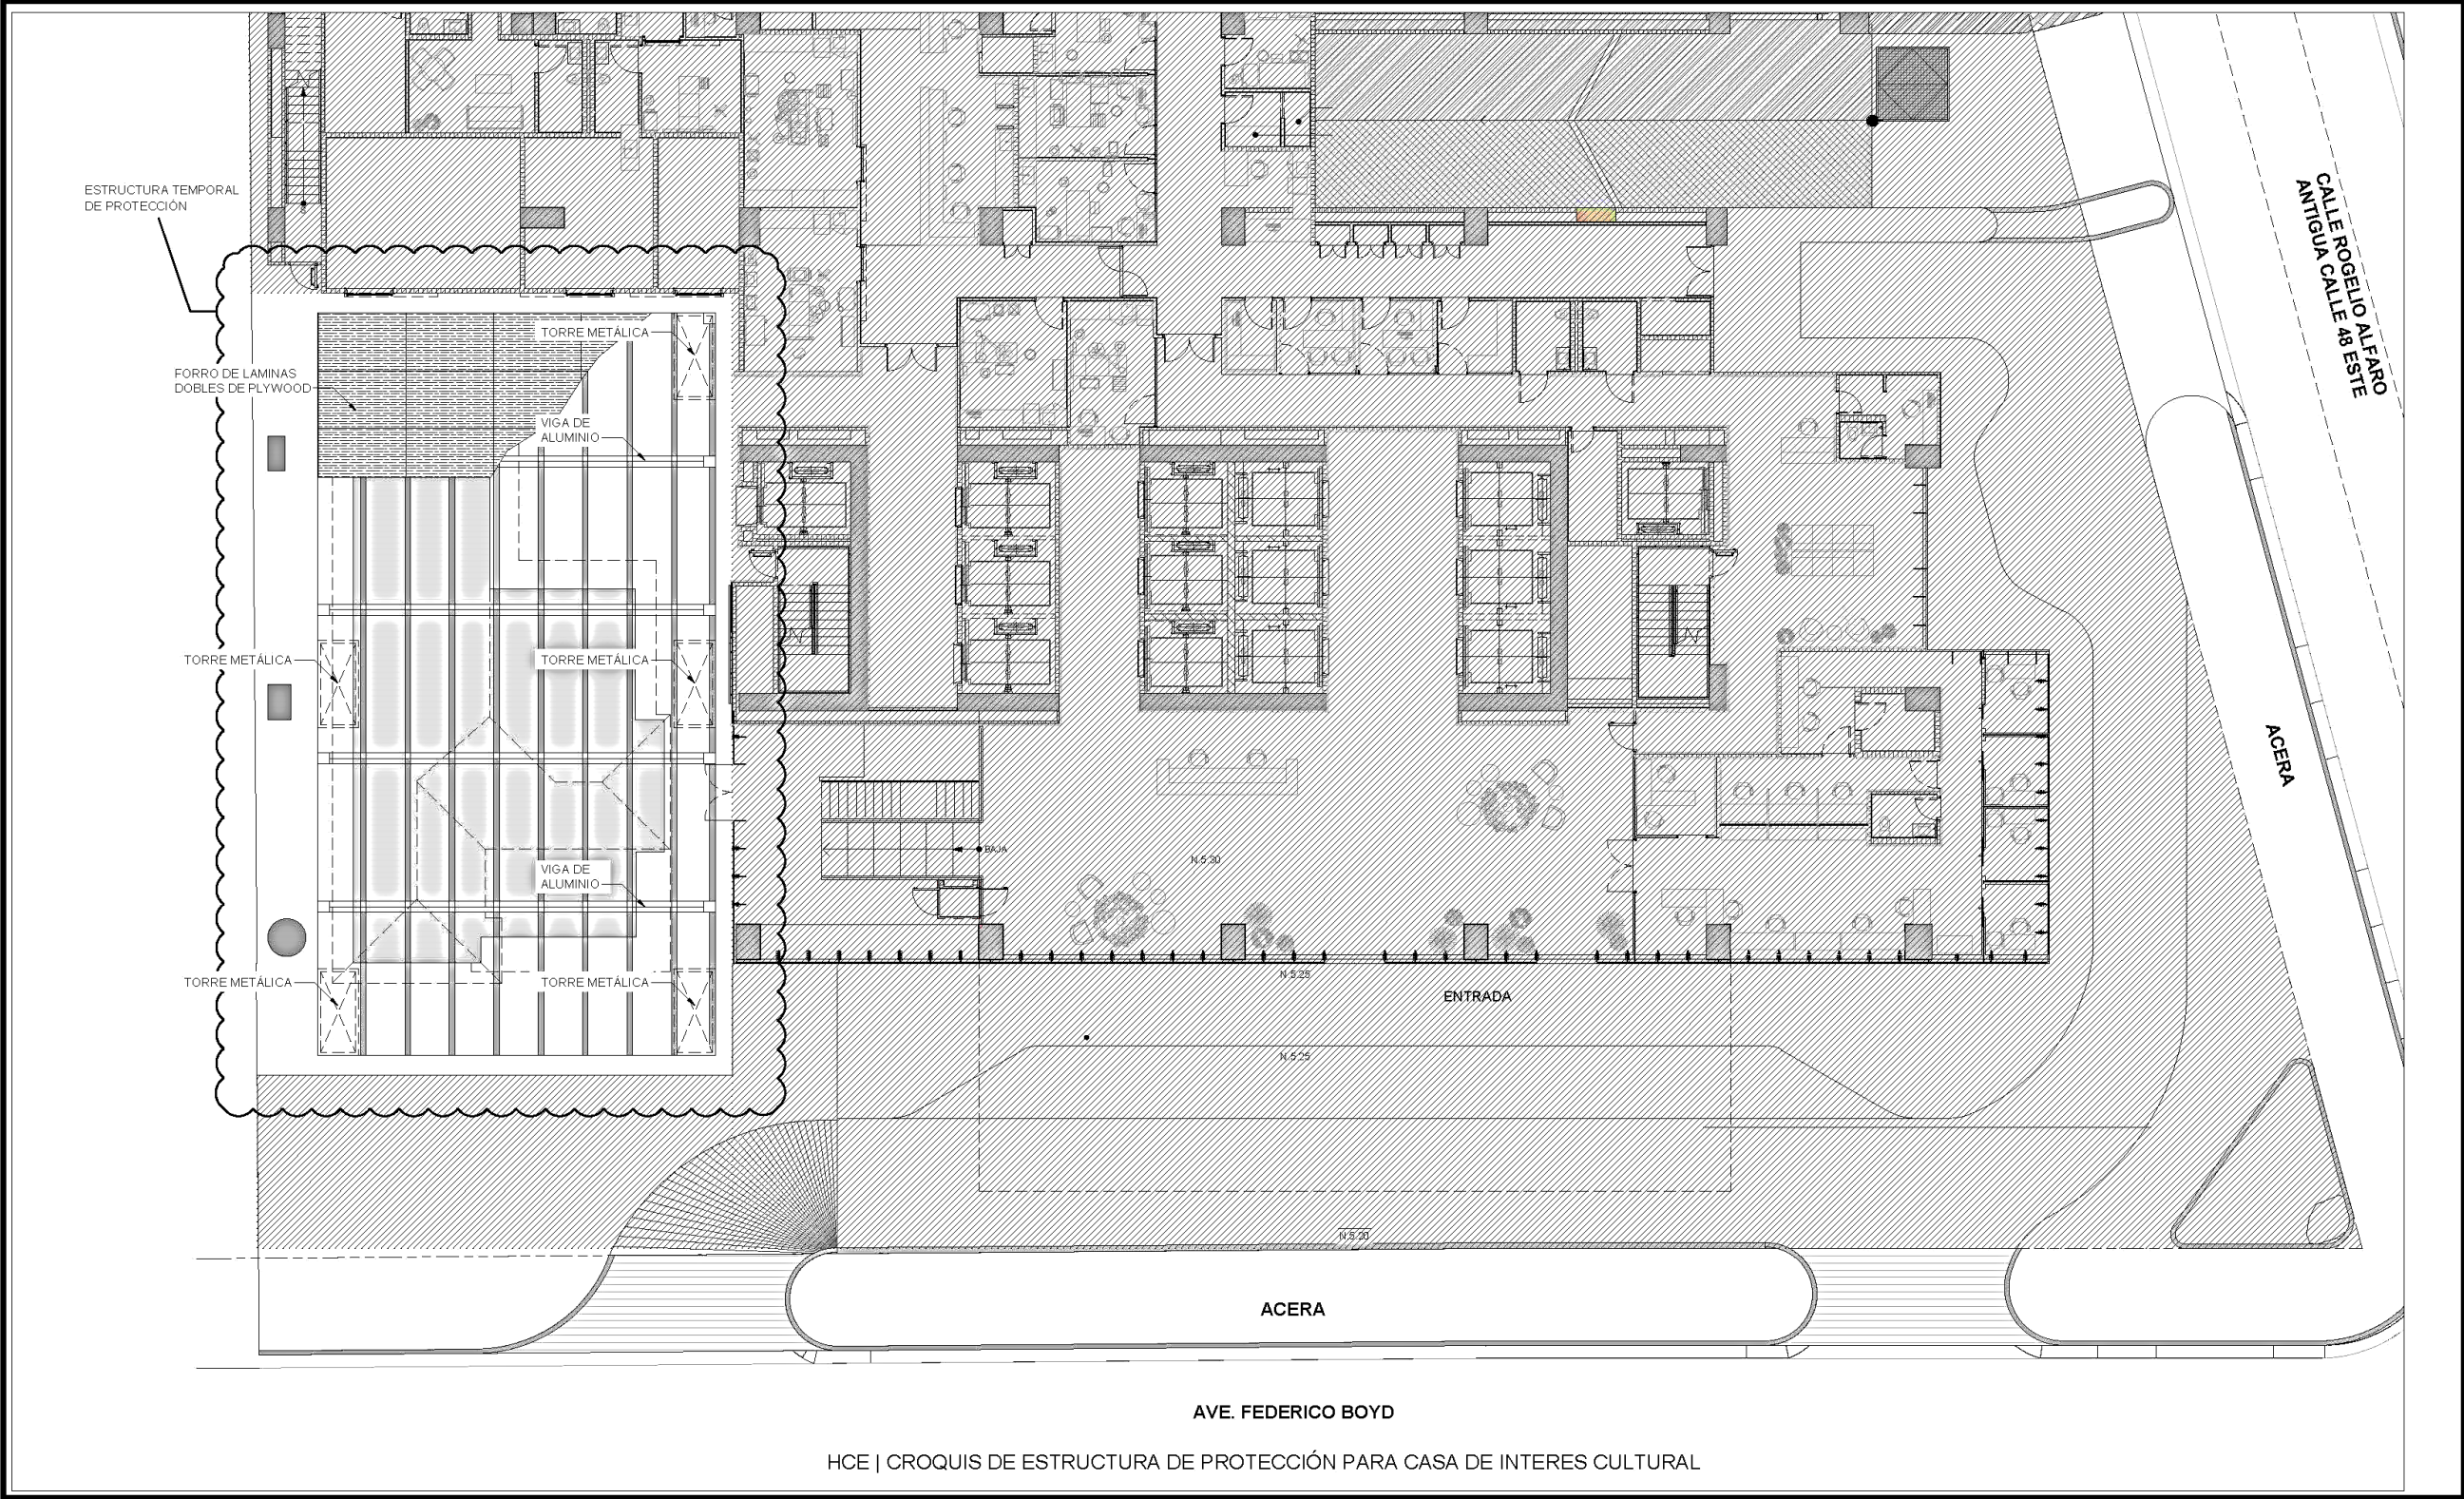 ESTRUCTURA TEMPORAL
DE PROTECCIÓN
TORRE METÁLICA
FORRO DE LAMINAS
DOBLES DE PLYWOOD
VIGA DE
ALUMINIO
TORRE METÁLICA
TORRE METÁLICA
VIGA DE
ALUMINIO
TORRE METÁLICA
TORRE METÁLICA
BAJA
N.5.30
N.5.25
ENTRADA
N.5.25
N.5.20
CALLE ROGELIO ALFARO
ANTIGUA CALLE 48 ESTE
ACERA
ACERA
AVE. FEDERICO BOYD
HCE | CROQUIS DE ESTRUCTURA DE PROTECCIÓN PARA CASA DE INTERES CULTURAL